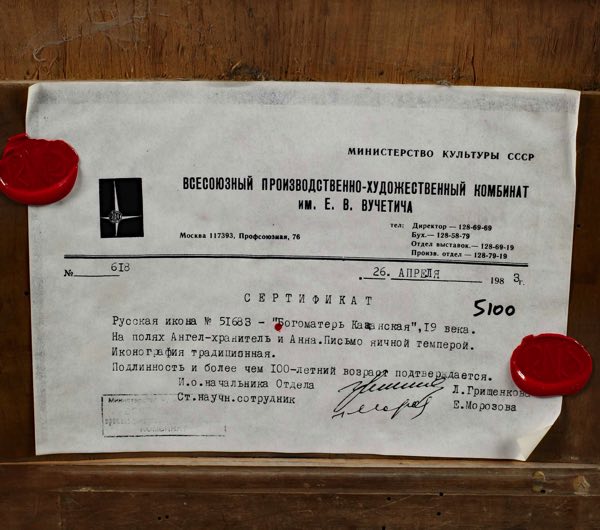 МИНИСТЕРСТВО КУЛЬТУРЫ СССР
ВСЕСОЮЗНЫЙ ПРОИЗВОДСТВЕННО-ХУДОЖЕСТВЕННЫЙ КОМБИНАТ
им. Е. В. ВУЧЕТИЧА
Москва 117393, Профсоюзная, 76
тел: Директор — 128-69-69
Бух.— 128-58-79
Отдел выставок.— 128-69-19
Произв. отдел — 128-79-19
№ 618
26. АПРЕЛЯ 1983 г.
СЕРТИФИКАТ
5100
Русская икона № 51683 - "Богоматерь Казанская", 19 века.
На полях Ангел-хранитель и Анна. Письмо яичной темперой.
Иконография традиционная.
Подлинность и более чем 100-летний возраст подтверждается.
И.о.начальника Отдела Л.Грищенкова
Ст.научн.сотрудник Е.Морозова